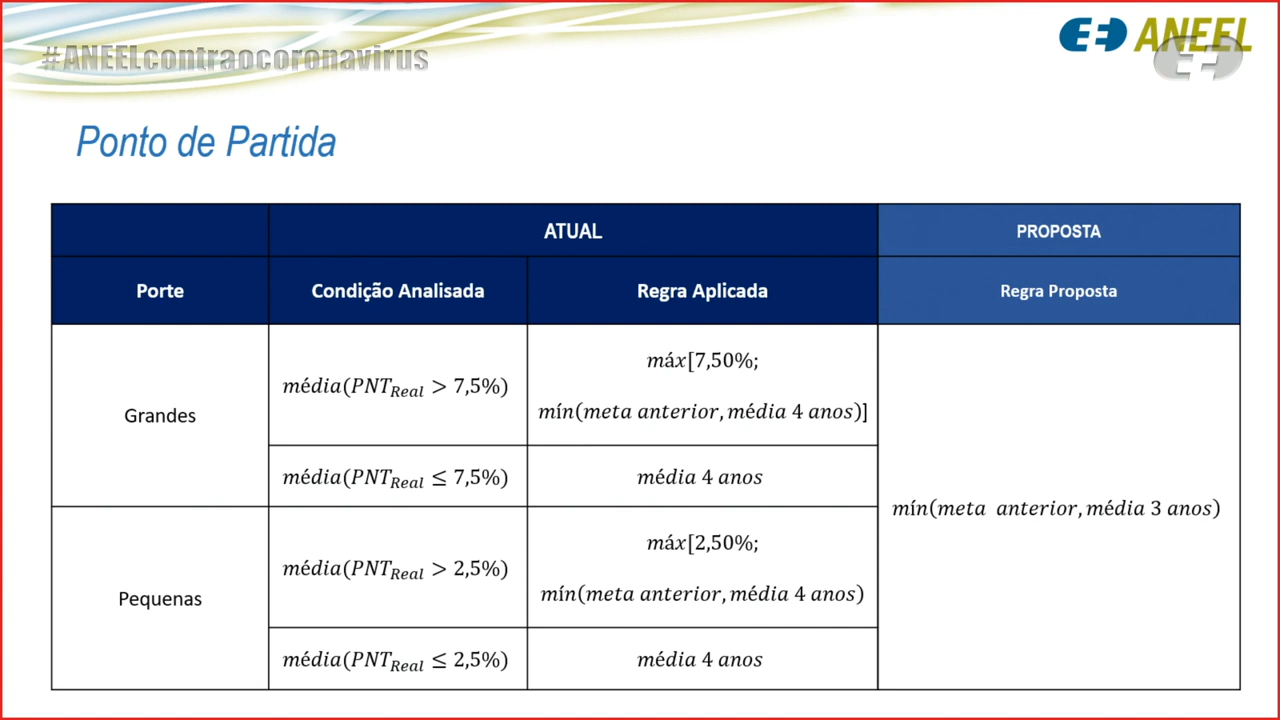 #ANEELcontraocoronavirus
ANEEL
Ponto de Partida
ATUAL
PROPOSTA
Porte
Condição Analisada
Regra Aplicada
Regra Proposta
Grandes
média(PNT_Real > 7,5%)
máx[7,50%;
mín(meta anterior, média 4 anos)]
média(PNT_Real ≤ 7,5%)
média 4 anos
mín(meta anterior, média 3 anos)
Pequenas
média(PNT_Real > 2,5%)
máx[2,50%;
mín(meta anterior, média 4 anos)
média(PNT_Real ≤ 2,5%)
média 4 anos